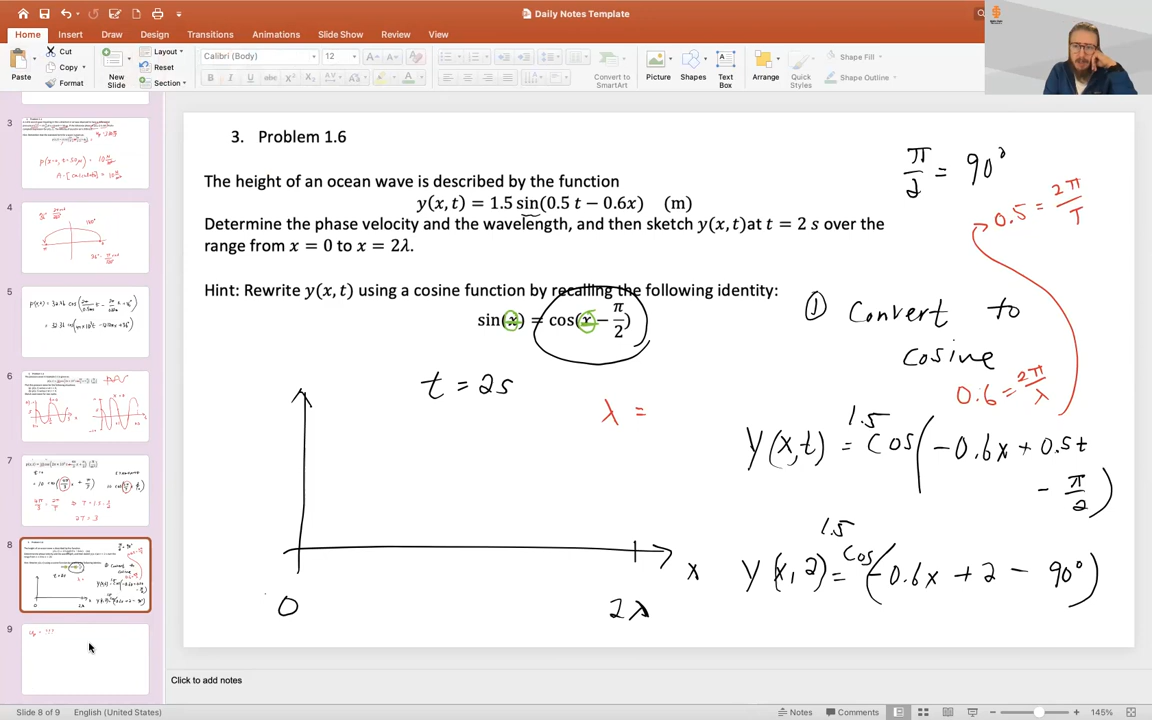 Daily Notes Template
Home Insert Draw Design Transitions Animations Slide Show Review View
Paste
Cut
Copy
Format
New Slide
Layout
Reset
Section
Calibri (Body) 12
Convert to SmartArt
Picture
Shapes
Text Box
Arrange
Quick Styles
Shape Fill
Shape Outline
3
4
5
6
7
8
9
3. Problem 1.6
The height of an ocean wave is described by the function
y(x, t) = 1.5 sin(0.5 t − 0.6x) (m)
Determine the phase velocity and the wavelength, and then sketch y(x, t)at t = 2 s over the
range from x = 0 to x = 2λ.
Hint: Rewrite y(x, t) using a cosine function by recalling the following identity:
sin(x) = cos(x − π/2)
π/2 = 90°
0.5 = 2π/T
① Convert to
cosine
0.6 = 2π/λ
t = 2s
λ =
y(x,t) = 1.5 cos(−0.6x + 0.5t
− π/2)
y(x,2) = 1.5 cos(−0.6x + 2 − 90°)
x
0
2λ
Click to add notes
Slide 8 of 9 English (United States) Notes Comments 145%